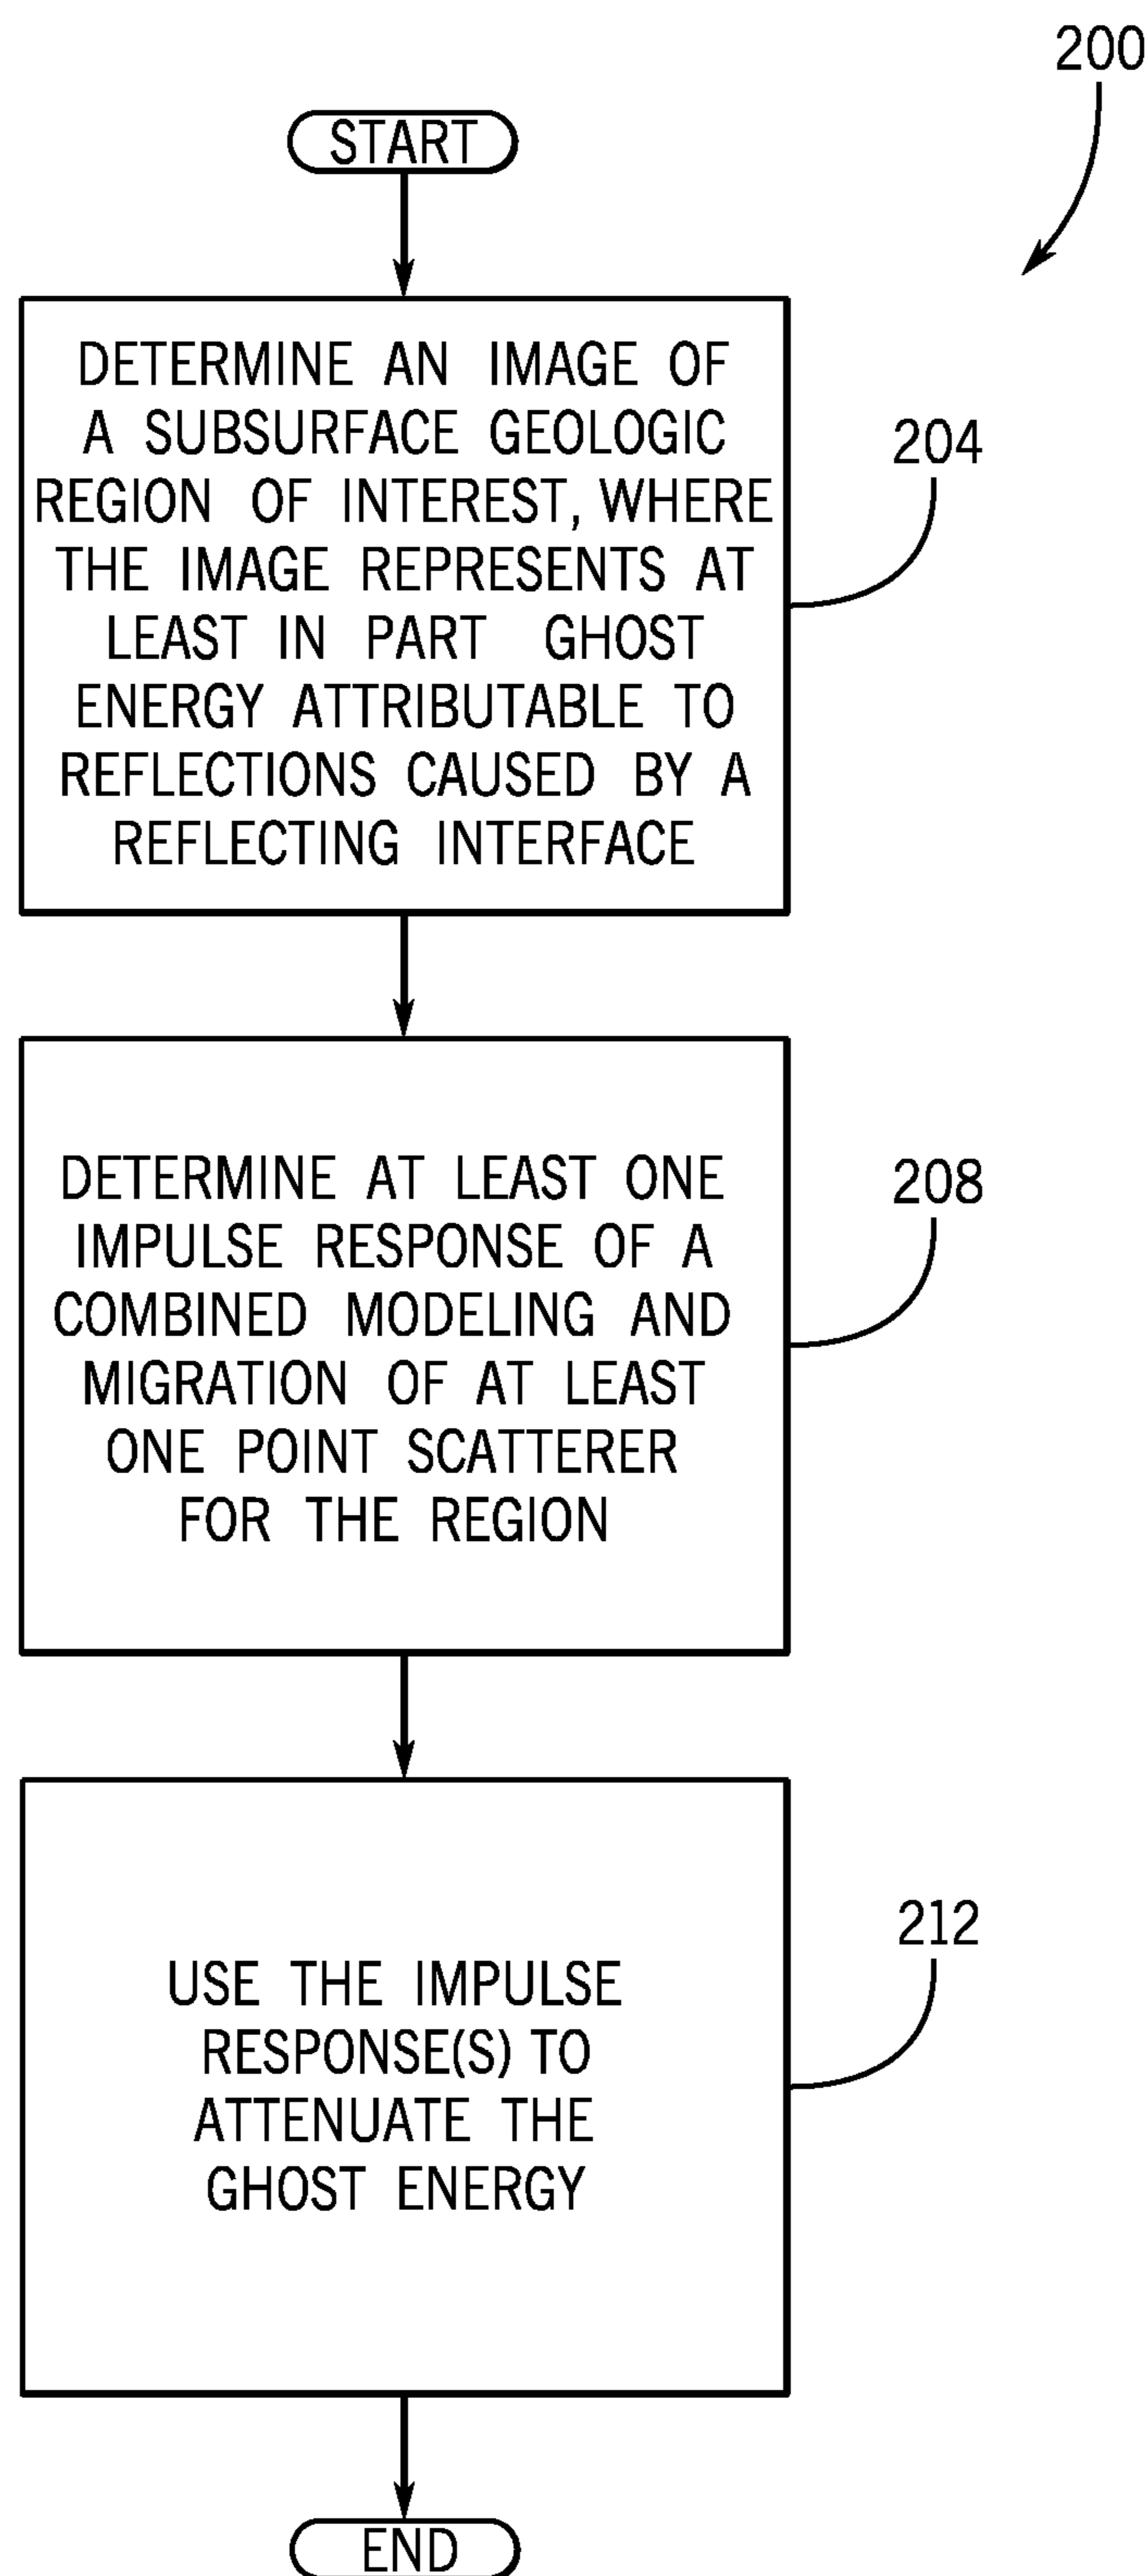 200
START
DETERMINE AN IMAGE OF
A SUBSURFACE GEOLOGIC
REGION OF INTEREST, WHERE
THE IMAGE REPRESENTS AT
LEAST IN PART GHOST
ENERGY ATTRIBUTABLE TO
REFLECTIONS CAUSED BY A
REFLECTING INTERFACE
204
DETERMINE AT LEAST ONE
IMPULSE RESPONSE OF A
COMBINED MODELING AND
MIGRATION OF AT LEAST
ONE POINT SCATTERER
FOR THE REGION
208
USE THE IMPULSE
RESPONSE(S) TO
ATTENUATE THE
GHOST ENERGY
212
END